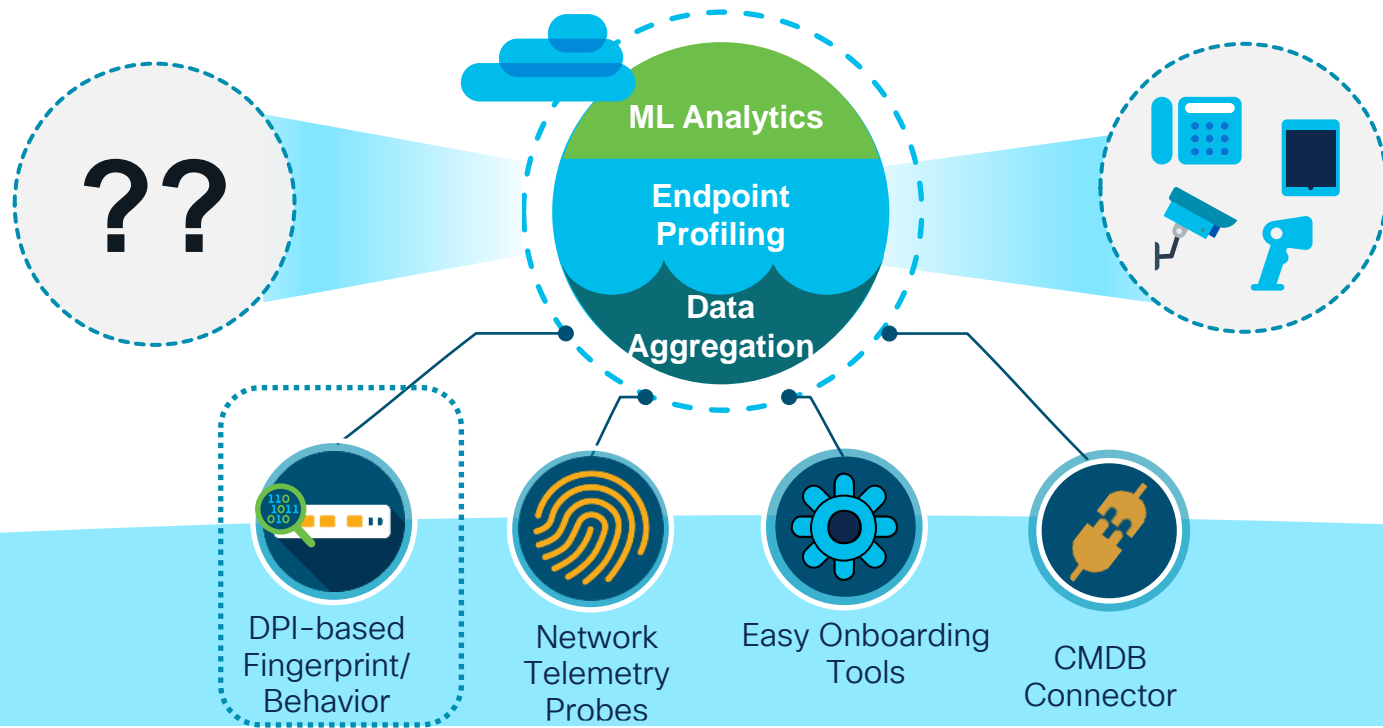 ??
ML Analytics
Endpoint
Profiling
Data
Aggregation
110
1011
010
DPI-based
Fingerprint/
Behavior
Network
Telemetry
Probes
Easy Onboarding
Tools
CMDB
Connector